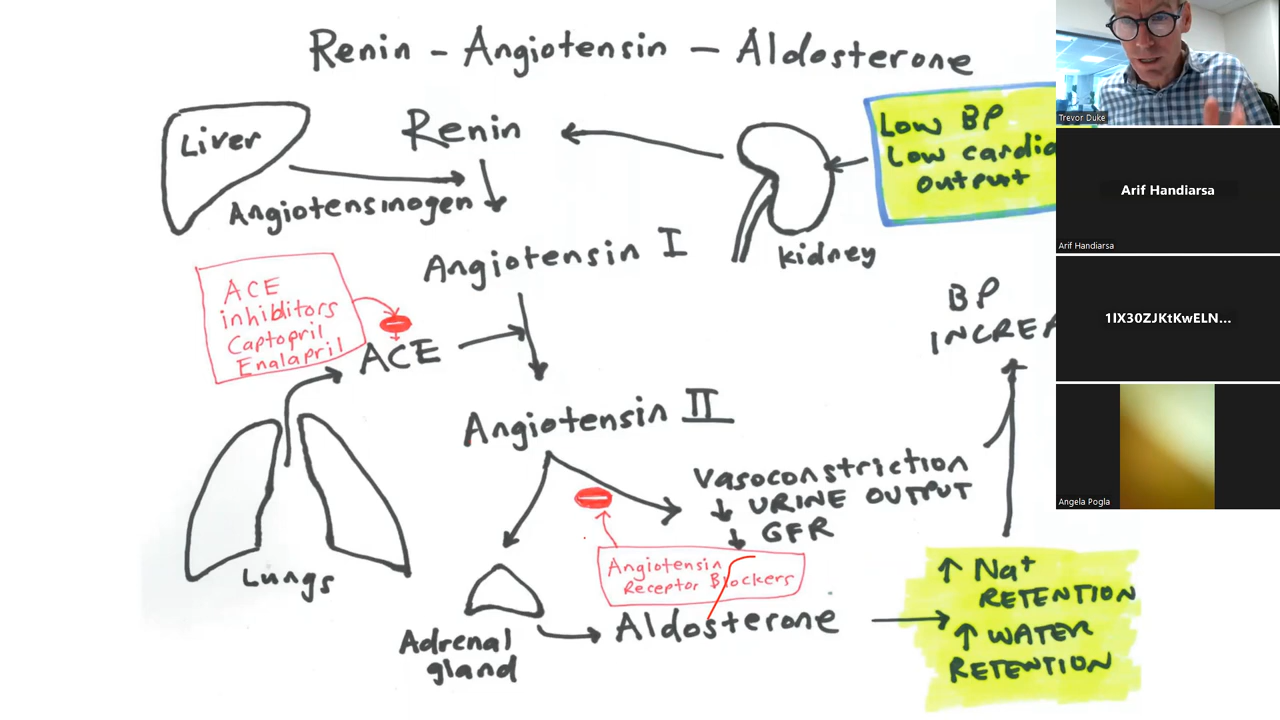 Renin - Angiotensin - Aldosterone
Liver
Renin
Low BP
Low cardio
output
Angiotensinogen
kidney
Angiotensin I
ACE
inhibitors
Captopril
Enalapril
ACE
BP
INCREA
Angiotensin II
Vasoconstriction
↓ URINE OUTPUT
↓ GFR
Lungs
Angiotensin
Receptor Blockers
Adrenal
gland
Aldosterone
↑ Na+
RETENTION
↑ WATER
RETENTION
Trevor Duke
Arif Handiarsa
Arif Handiarsa
1IX30ZJKtKwELN...
Angela Pogla